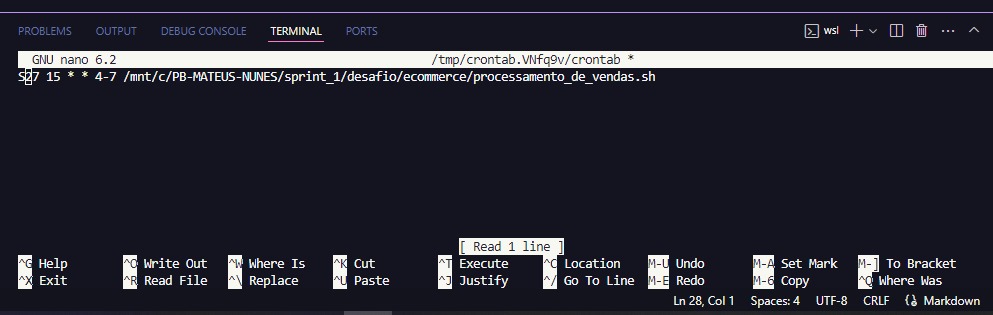 PROBLEMS OUTPUT DEBUG CONSOLE TERMINAL PORTS wsl
GNU nano 6.2 /tmp/crontab.VNfq9v/crontab *
S27 15 * * 4-7 /mnt/c/PB-MATEUS-NUNES/sprint_1/desafio/ecommerce/processamento_de_vendas.sh
[ Read 1 line ]
^G Help ^O Write Out ^W Where Is ^K Cut ^T Execute ^C Location M-U Undo M-A Set Mark M-] To Bracket
^X Exit ^R Read File ^\ Replace ^U Paste ^J Justify ^/ Go To Line M-E Redo M-6 Copy ^Q Where Was
Ln 28, Col 1 Spaces: 4 UTF-8 CRLF Markdown